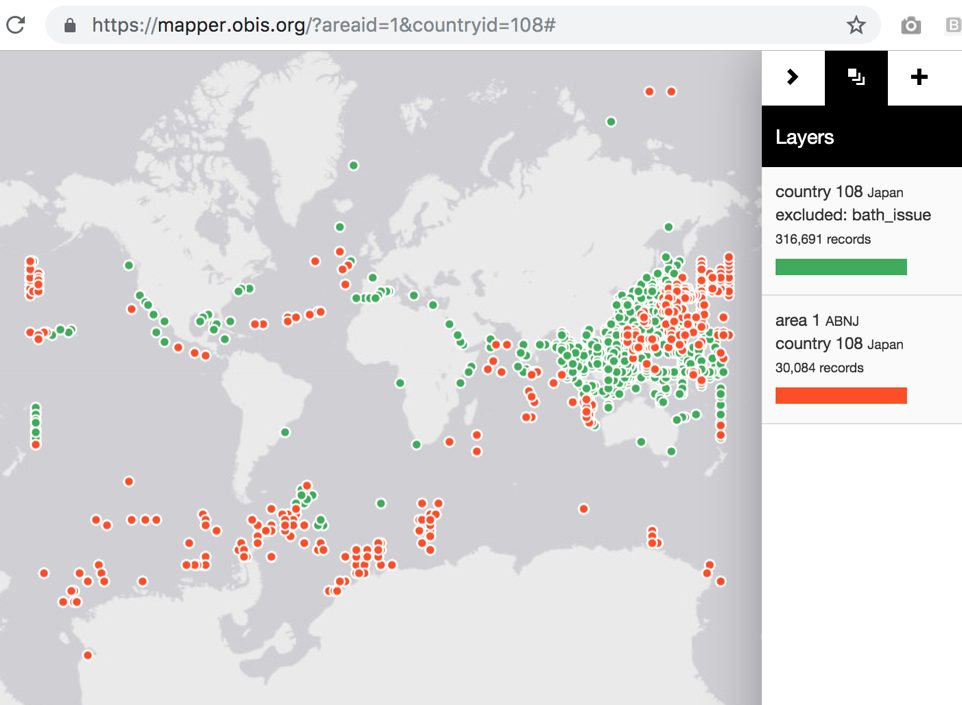 https://mapper.obis.org/?areaid=1&countryid=108#
Layers
country 108 Japan
excluded: bath_issue
316,691 records
area 1 ABNJ
country 108 Japan
30,084 records